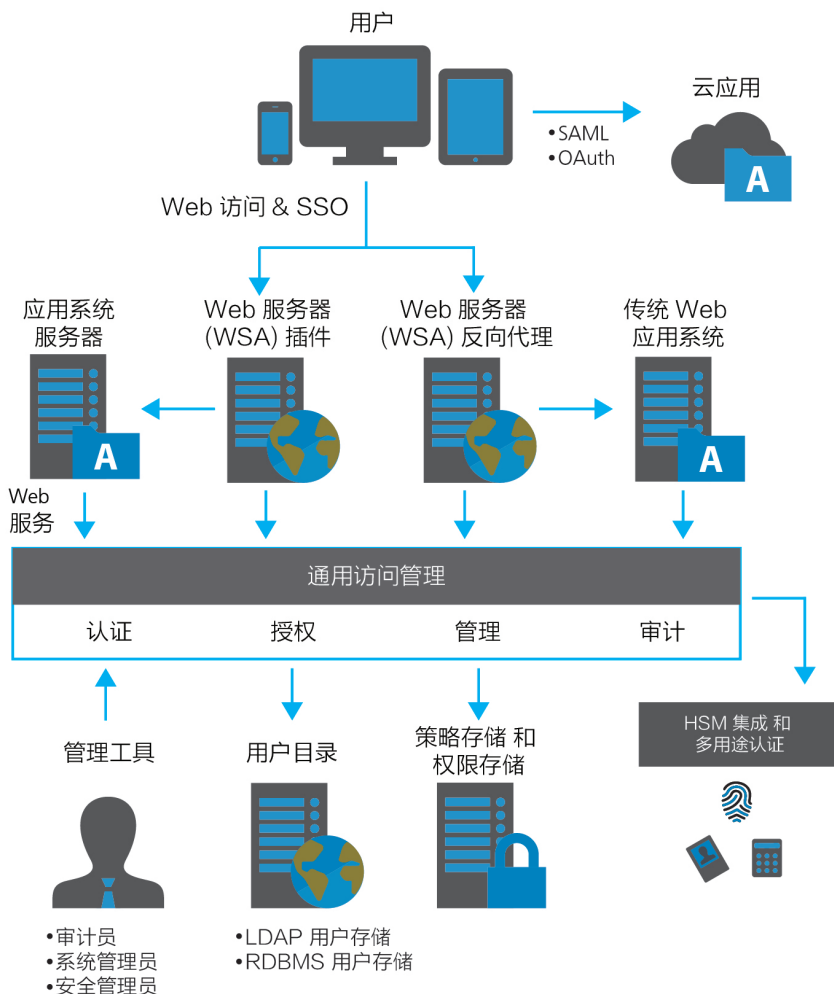 用户
云应用
•SAML
•OAuth
A
Web 访问 & SSO
应用系统
服务器
Web 服务器
(WSA) 插件
Web 服务器
(WSA) 反向代理
传统 Web
应用系统
A
A
Web
服务
通用访问管理
认证
授权
管理
审计
管理工具
用户目录
策略存储 和
权限存储
HSM 集成 和
多用途认证
•审计员
•系统管理员
•安全管理员
•LDAP 用户存储
•RDBMS 用户存储